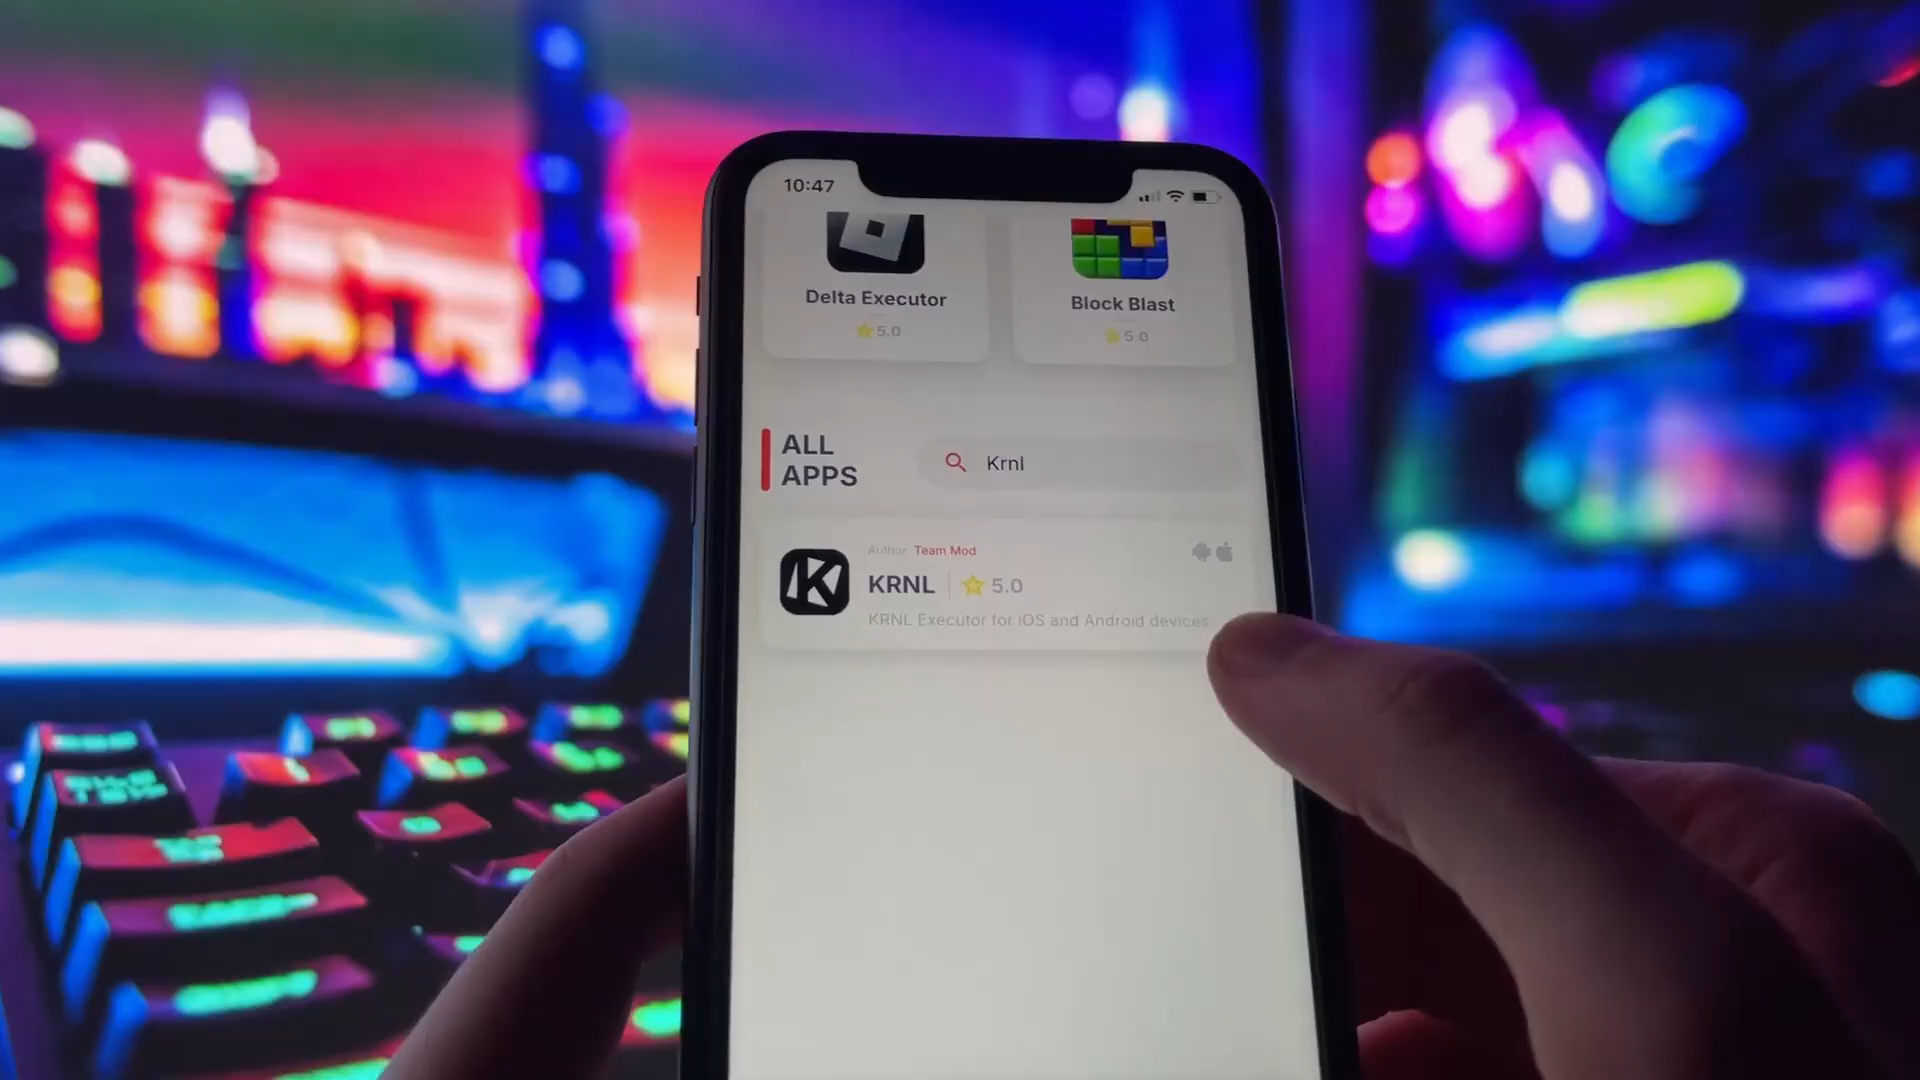 10:47
Delta Executor
5.0
Block Blast
5.0
ALL
APPS
Krnl
Author: Team Mod
KRNL
5.0
KRNL Executor for iOS and Android devices